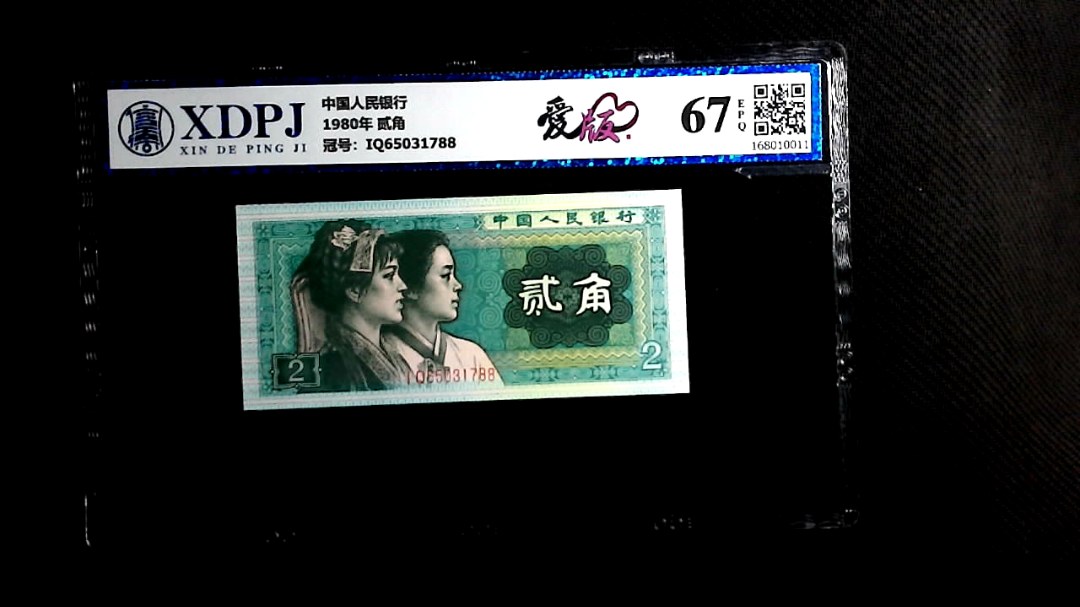 XDPJ
XIN DE PING JI
中国人民银行
1980年 贰角
冠号：IQ65031788
爱版
67
EPQ
168010011
中国人民银行
贰角
2
2
IQ65031788